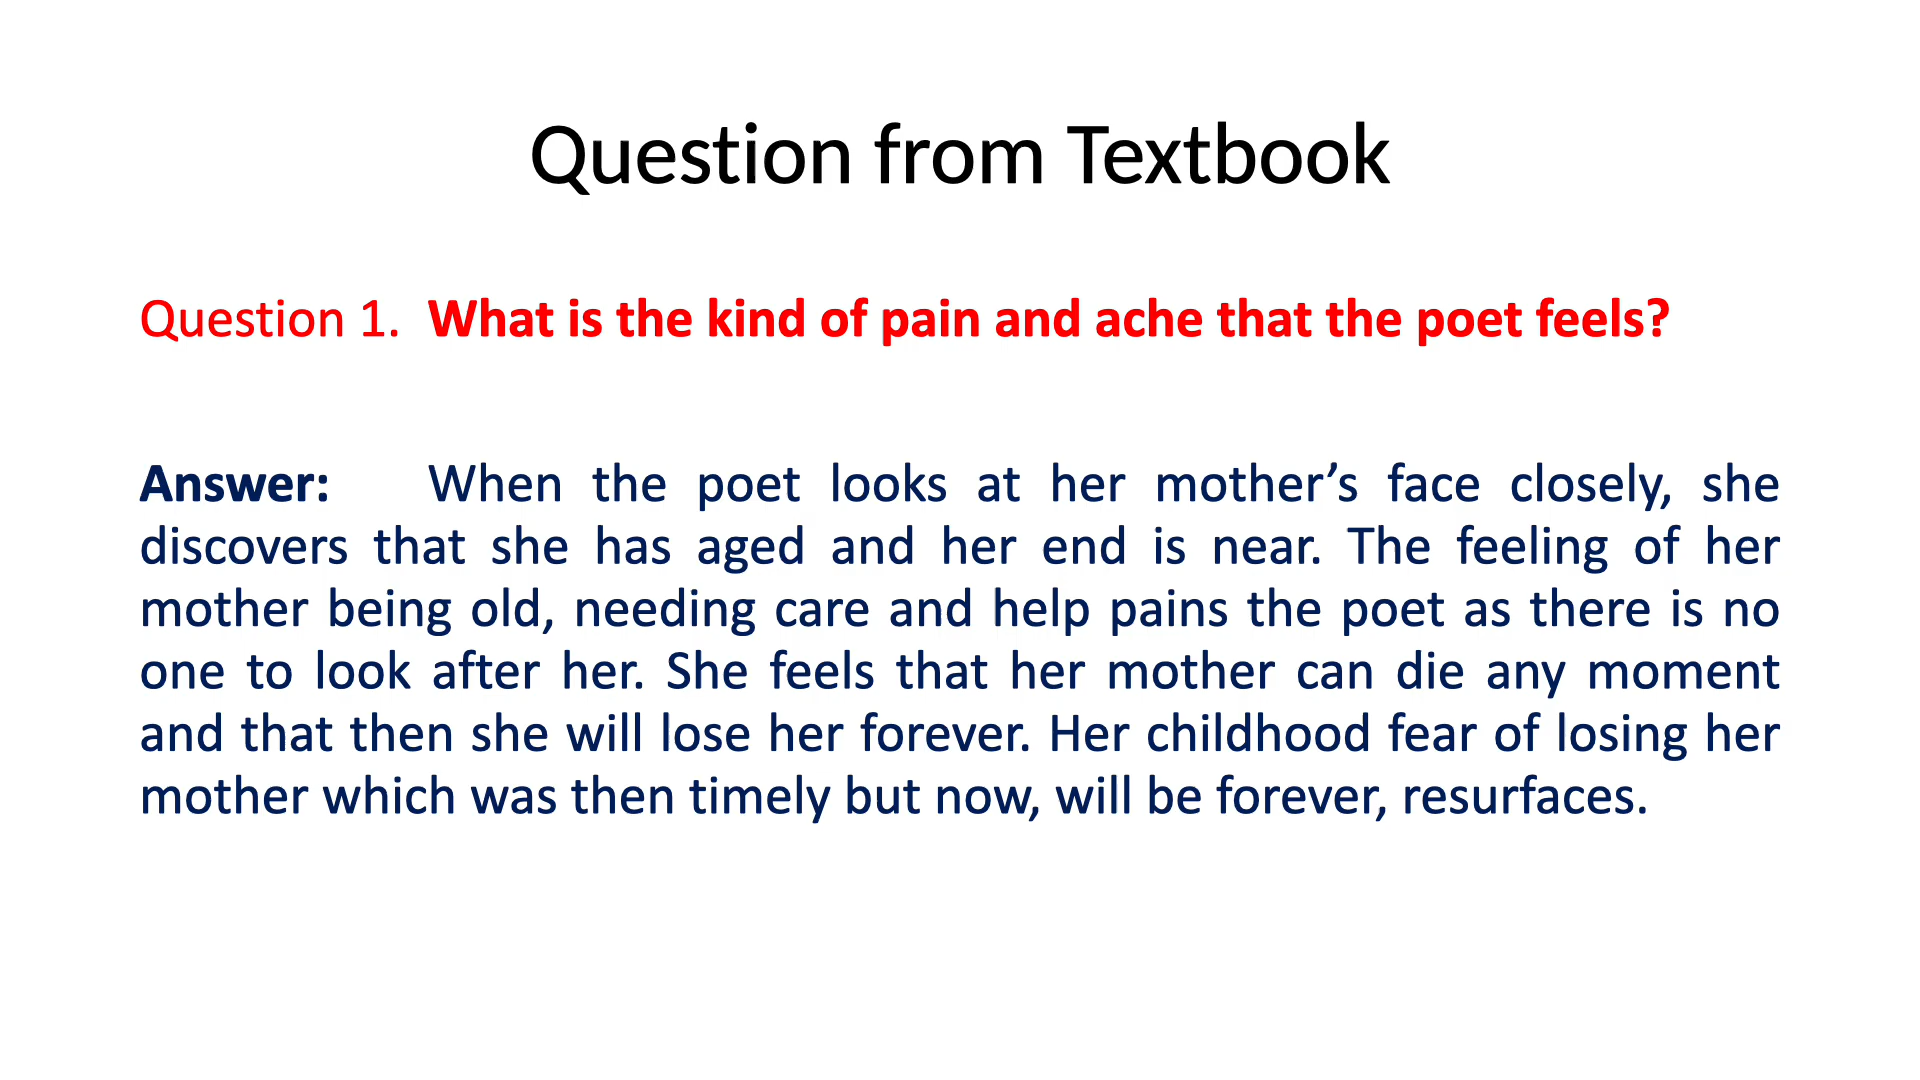 Question from Textbook
Question 1. What is the kind of pain and ache that the poet feels?
Answer: When the poet looks at her mother’s face closely, she
discovers that she has aged and her end is near. The feeling of her
mother being old, needing care and help pains the poet as there is no
one to look after her. She feels that her mother can die any moment
and that then she will lose her forever. Her childhood fear of losing her
mother which was then timely but now, will be forever, resurfaces.